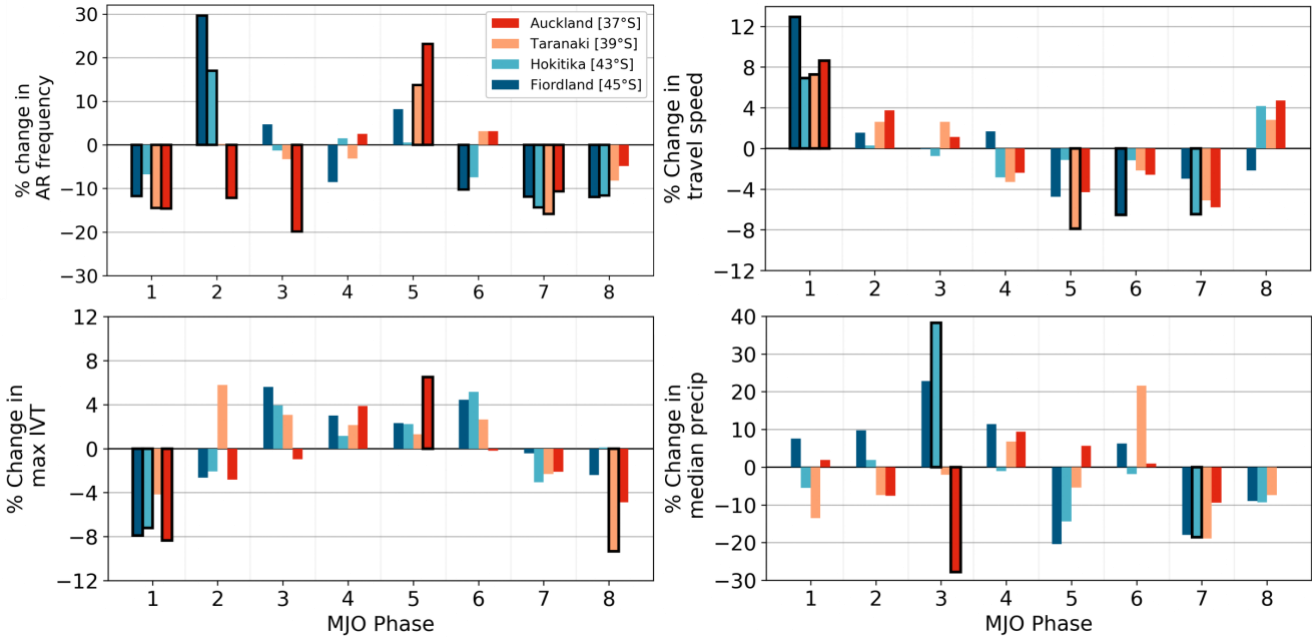 % change in
AR frequency
30
20
10
0
−10
−20
−30
1 2 3 4 5 6 7 8
Auckland [37°S]
Taranaki [39°S]
Hokitika [43°S]
Fiordland [45°S]
% Change in
travel speed
12
8
4
0
−4
−8
−12
1 2 3 4 5 6 7 8
% Change in
max IVT
12
8
4
0
−4
−8
−12
1 2 3 4 5 6 7 8
MJO Phase
% Change in
median precip
40
30
20
10
0
−10
−20
−30
1 2 3 4 5 6 7 8
MJO Phase